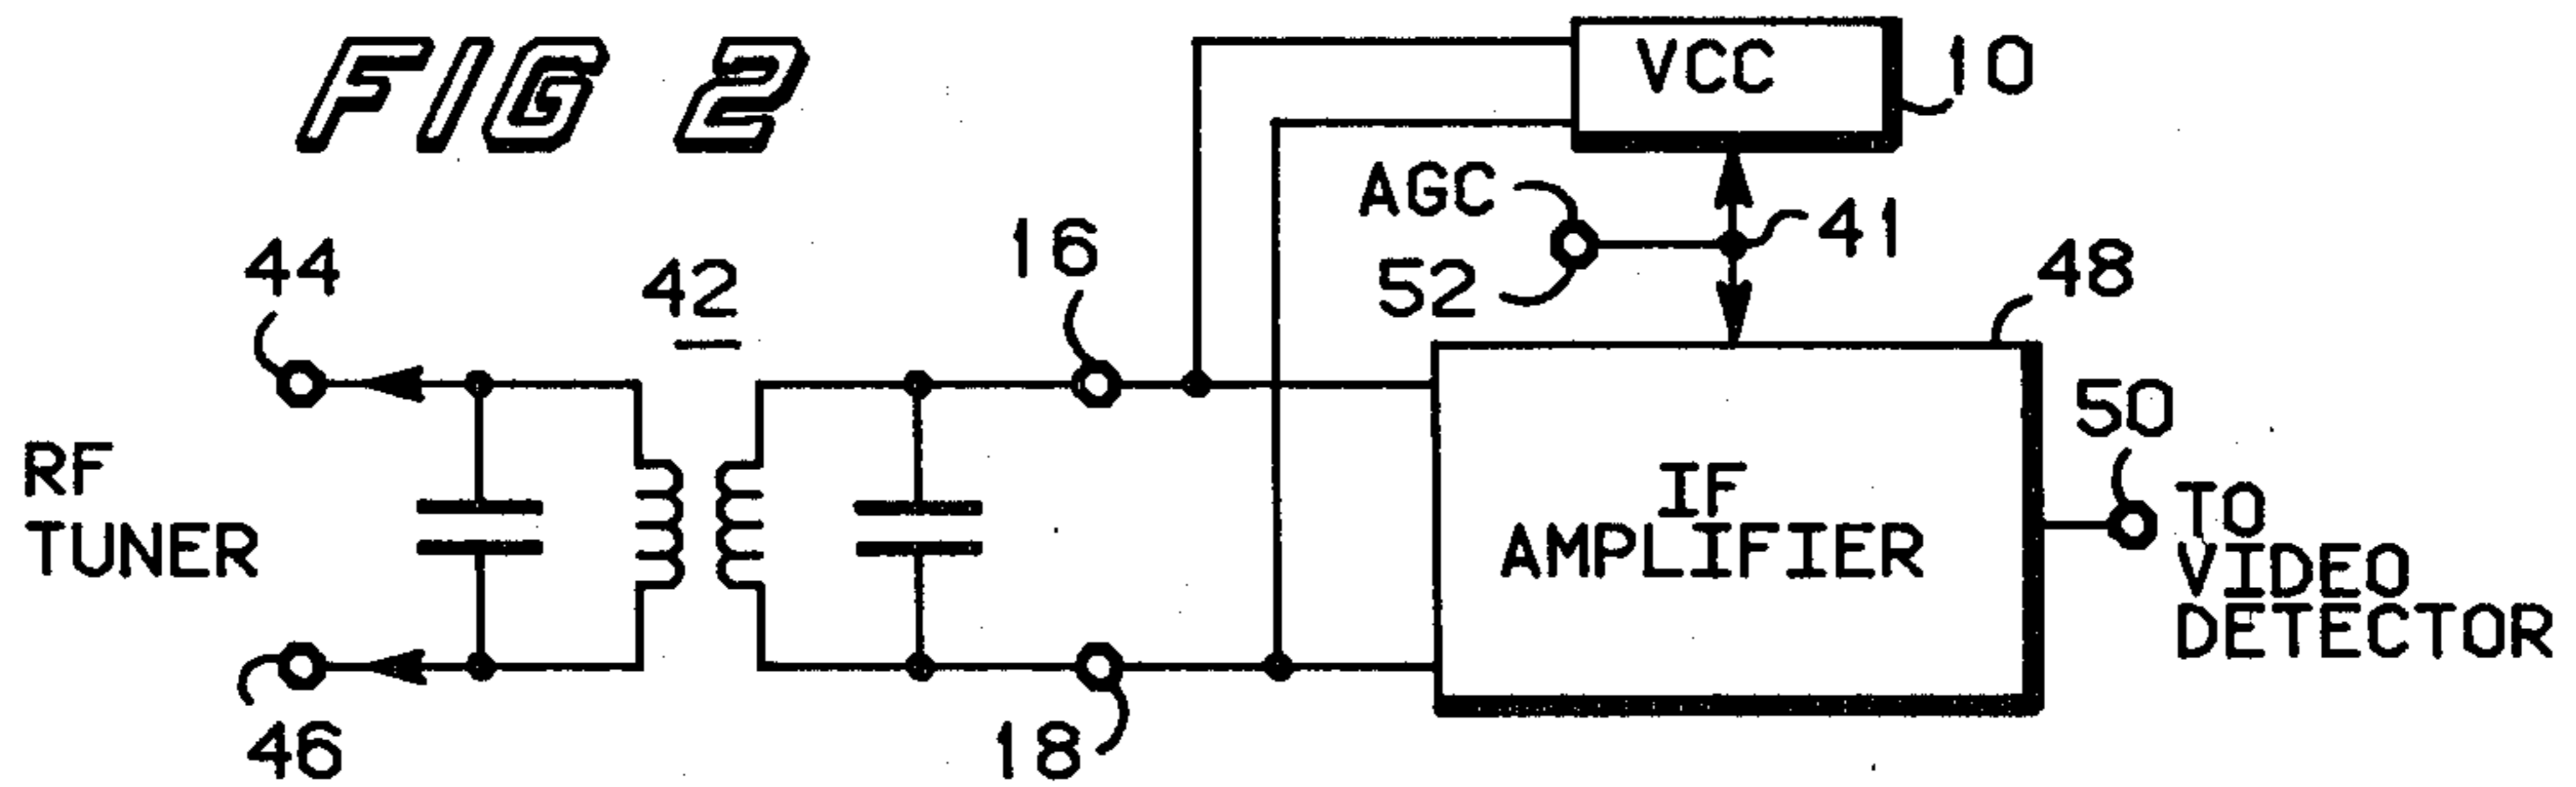 FIG 2
VCC
10
AGC
41
52
16
44
42
48
50
RF
TUNER
IF
AMPLIFIER
TO
VIDEO
DETECTOR
46
18